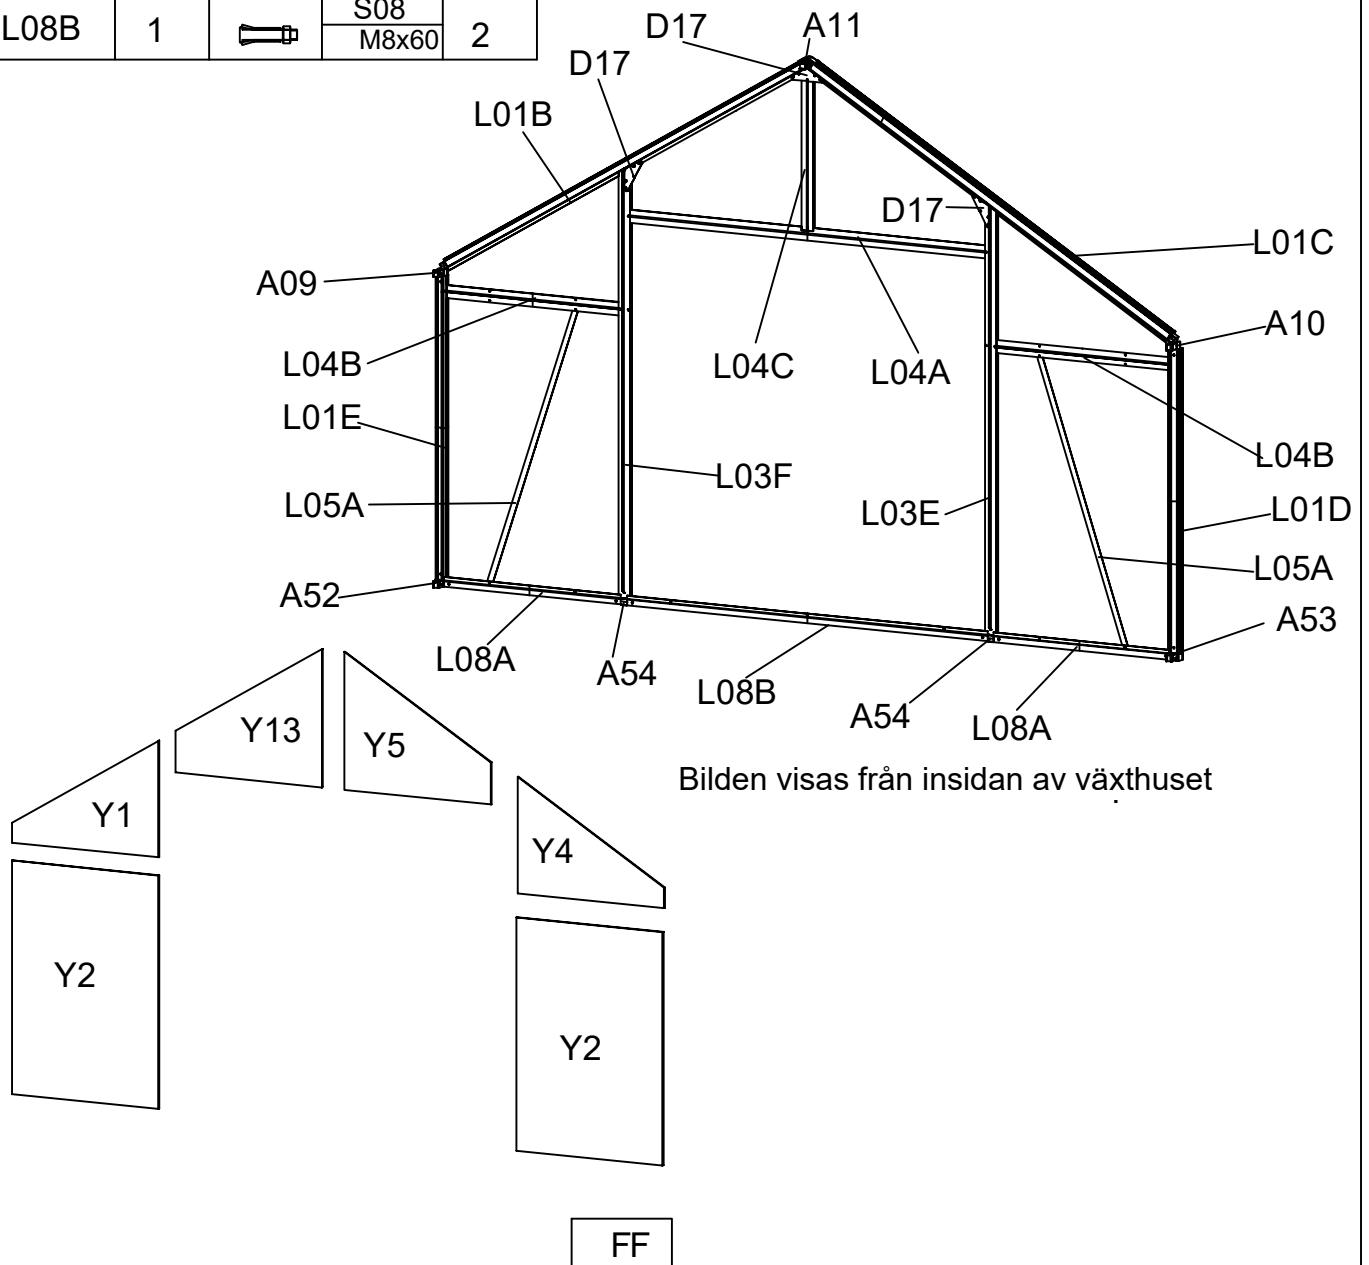 S08
L08B 1 M8x60 2
D17 A11
D17
L01B
D17
L01C
A09
A10
L04B L04C L04A
L01E
L04B
L03F
L05A L03E L01D
L05A
A52
A53
L08A A54
L08B
A54 L08A
Y13 Y5
Bilden visas från insidan av växthuset
Y1
Y4
Y2
Y2
FF